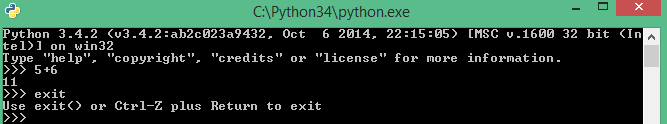 C:\Python34\python.exe
Python 3.4.2 (v3.4.2:ab2c023a9432, Oct  6 2014, 22:15:05) [MSC v.1600 32 bit (In
tel)] on win32
Type "help", "copyright", "credits" or "license" for more information.
>>> 5+6
11
>>> exit
Use exit() or Ctrl-Z plus Return to exit
>>>